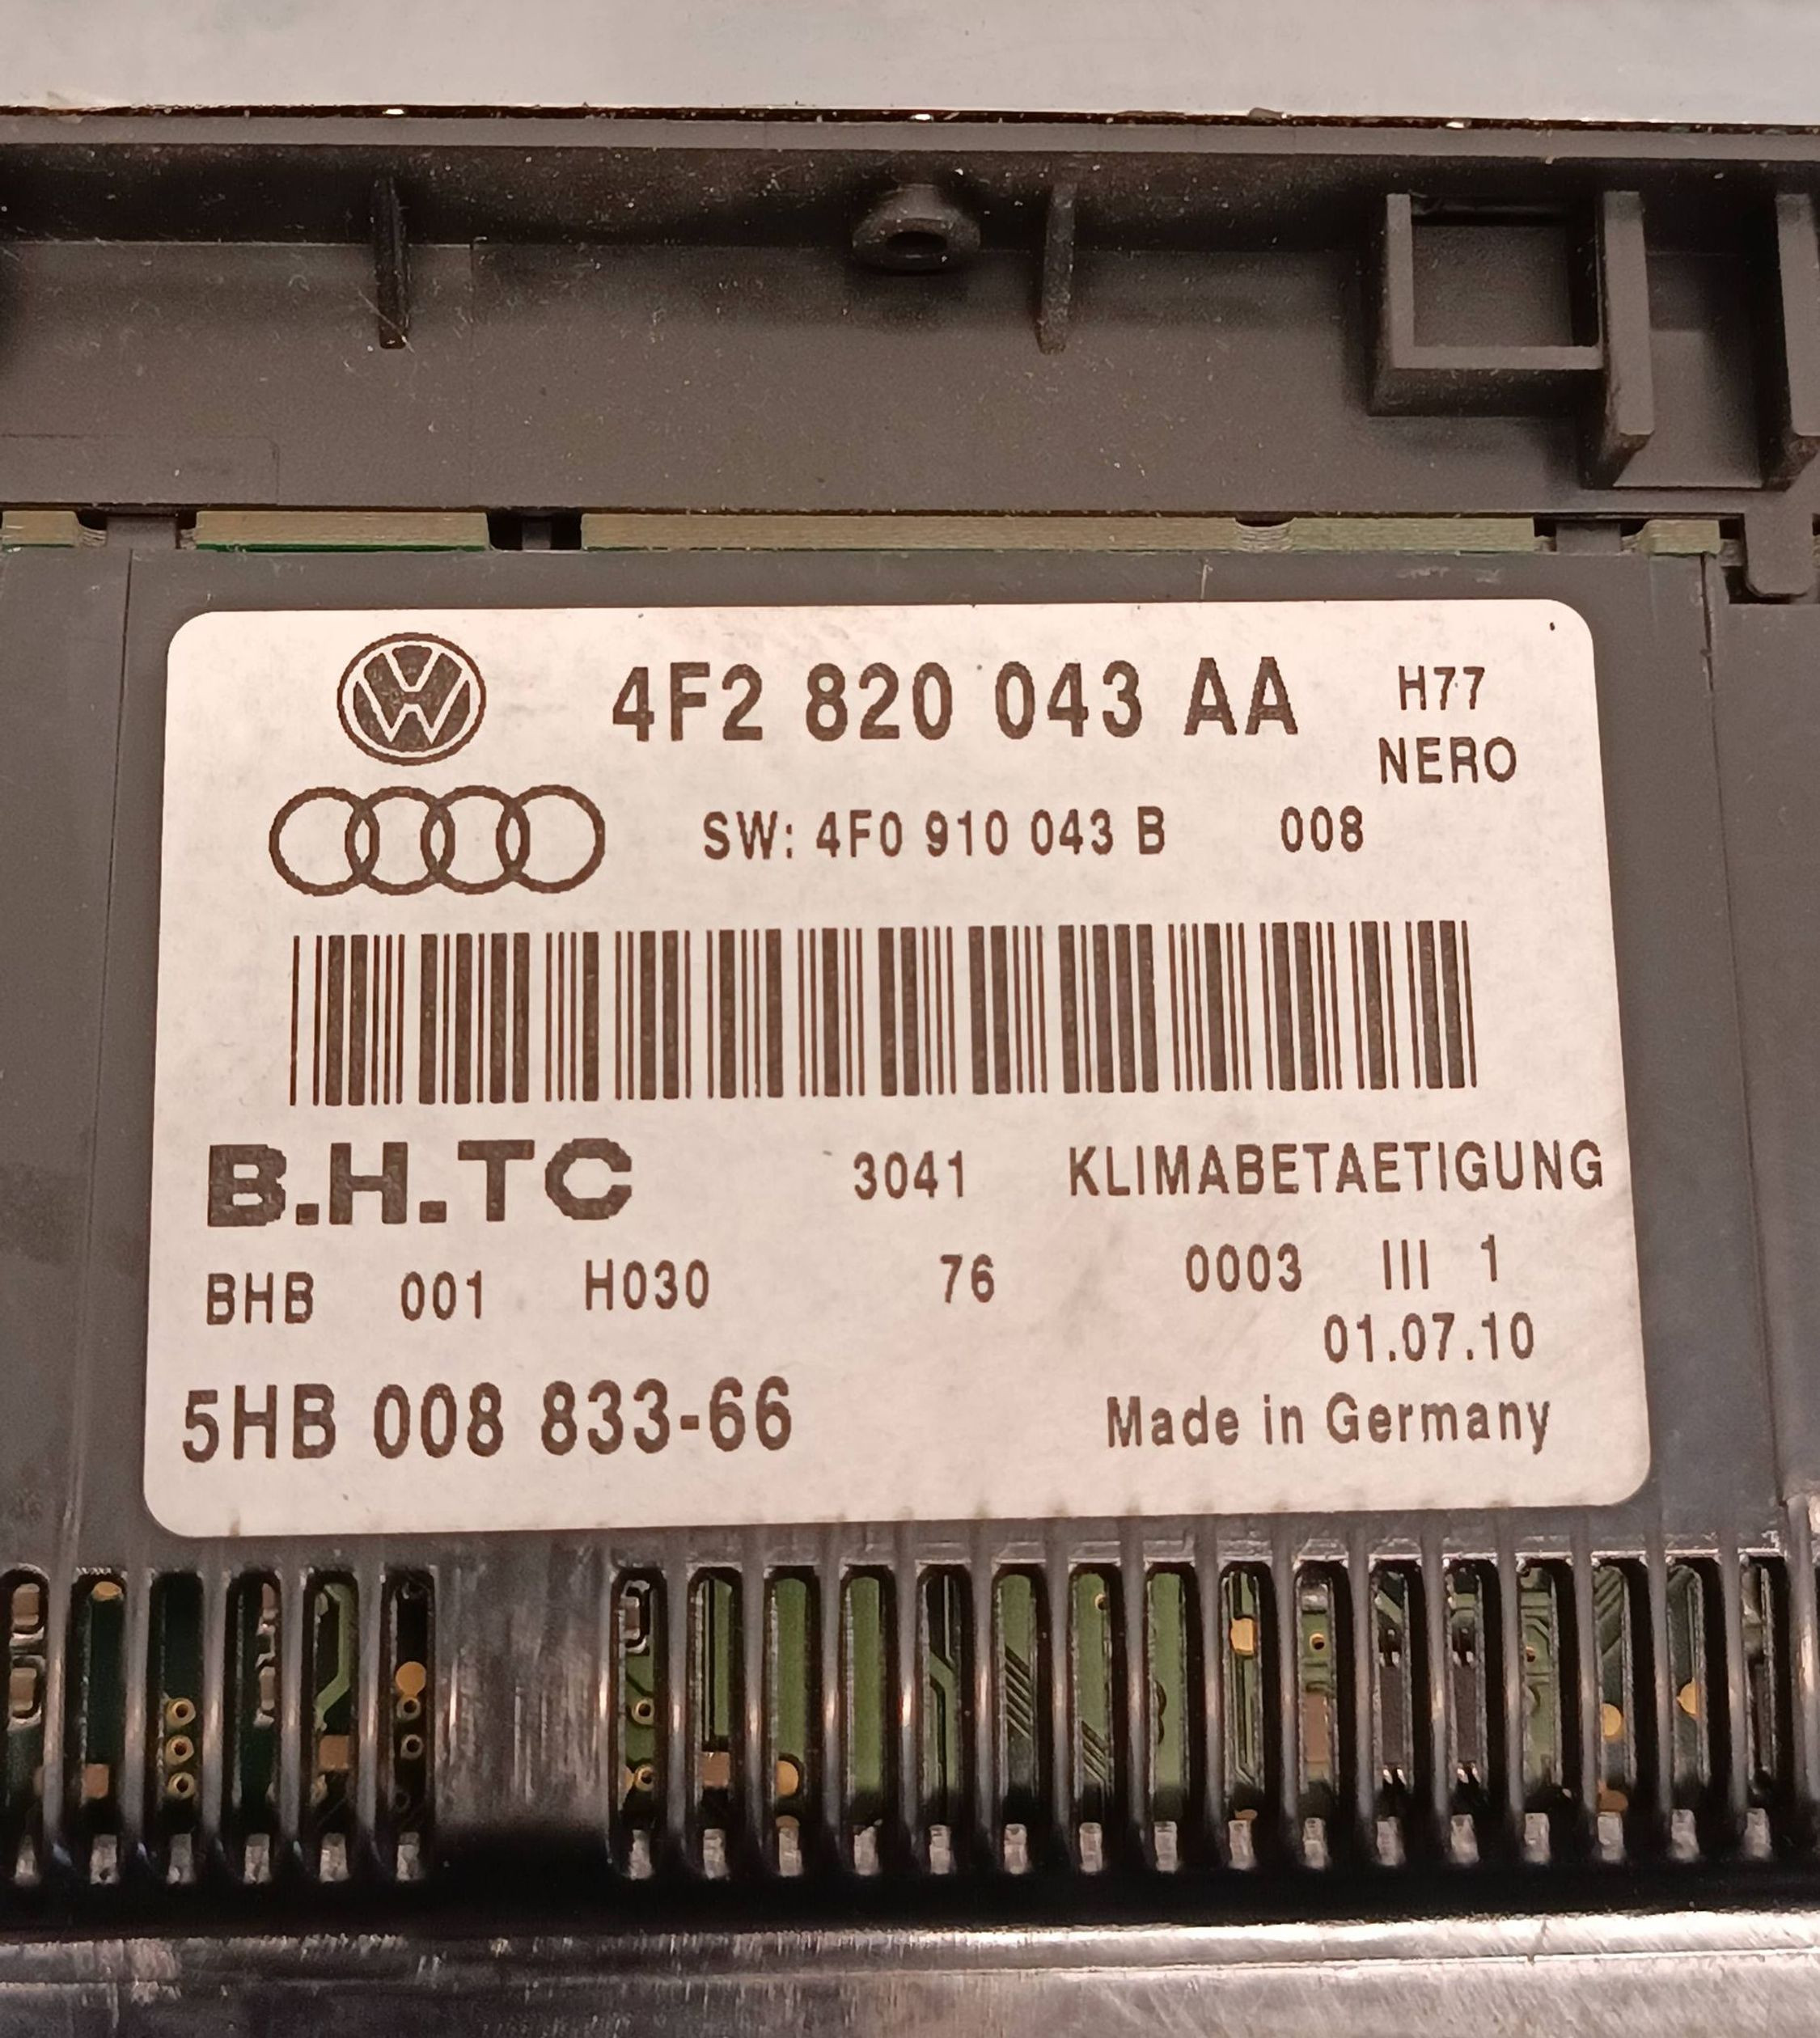 4F2 820 043 AA H77
NERO
SW: 4F0 910 043 B 008
B.H.TC 3041 KLIMABETAETIGUNG
BHB 001 H030 76 0003 III 1
01.07.10
5HB 008 833-66 Made in Germany